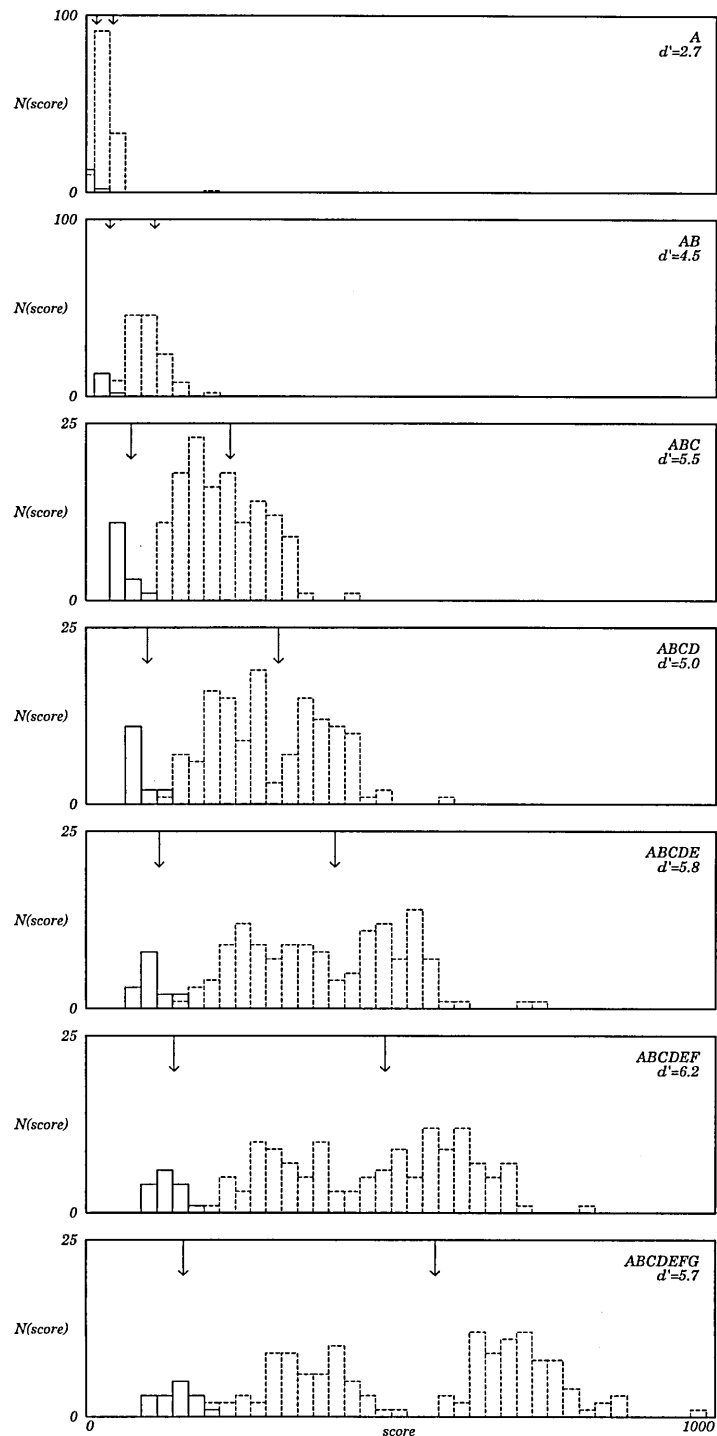 100
A
d'=2.7
N(score)
0
100
AB
d'=4.5
N(score)
0
25
ABC
d'=5.5
N(score)
0
25
ABCD
d'=5.0
N(score)
0
25
ABCDE
d'=5.8
N(score)
0
25
ABCDEF
d'=6.2
N(score)
0
25
ABCDEFG
d'=5.7
N(score)
0
0 score 1000